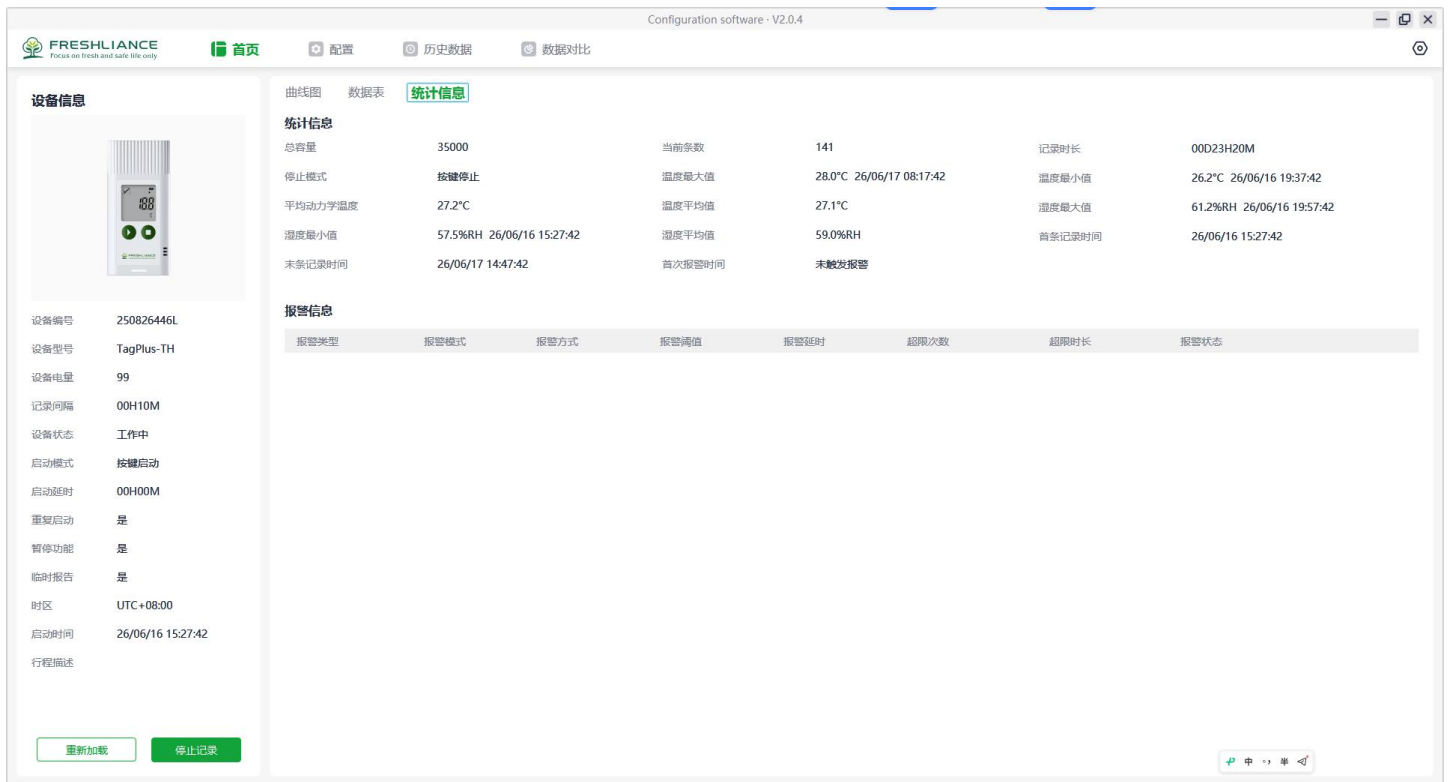 Configuration software · V2.0.4
FRESHLIANCE
Focus on fresh and safe life only
首页 配置 历史数据 数据对比
设备信息
188
FRESHLIANCE
设备编号 250826446L
设备型号 TagPlus-TH
设备电量 99
记录间隔 00H10M
设备状态 工作中
启动模式 按键启动
启动延时 00H00M
重复启动 是
暂停功能 是
临时报告 是
时区 UTC+08:00
启动时间 26/06/16 15:27:42
行程描述
重新加载 停止记录
曲线图 数据表 统计信息
统计信息
总容量 35000 当前条数 141 记录时长 00D23H20M
停止模式 按键停止 温度最大值 28.0°C 26/06/17 08:17:42 温度最小值 26.2°C 26/06/16 19:37:42
平均动力学温度 27.2°C 温度平均值 27.1°C 湿度最大值 61.2%RH 26/06/16 19:57:42
湿度最小值 57.5%RH 26/06/16 15:27:42 湿度平均值 59.0%RH 首条记录时间 26/06/16 15:27:42
末条记录时间 26/06/17 14:47:42 首次报警时间 未触发报警
报警信息
报警类型 报警模式 报警方式 报警阈值 报警延时 超限次数 超限时长 报警状态
中 °, 半